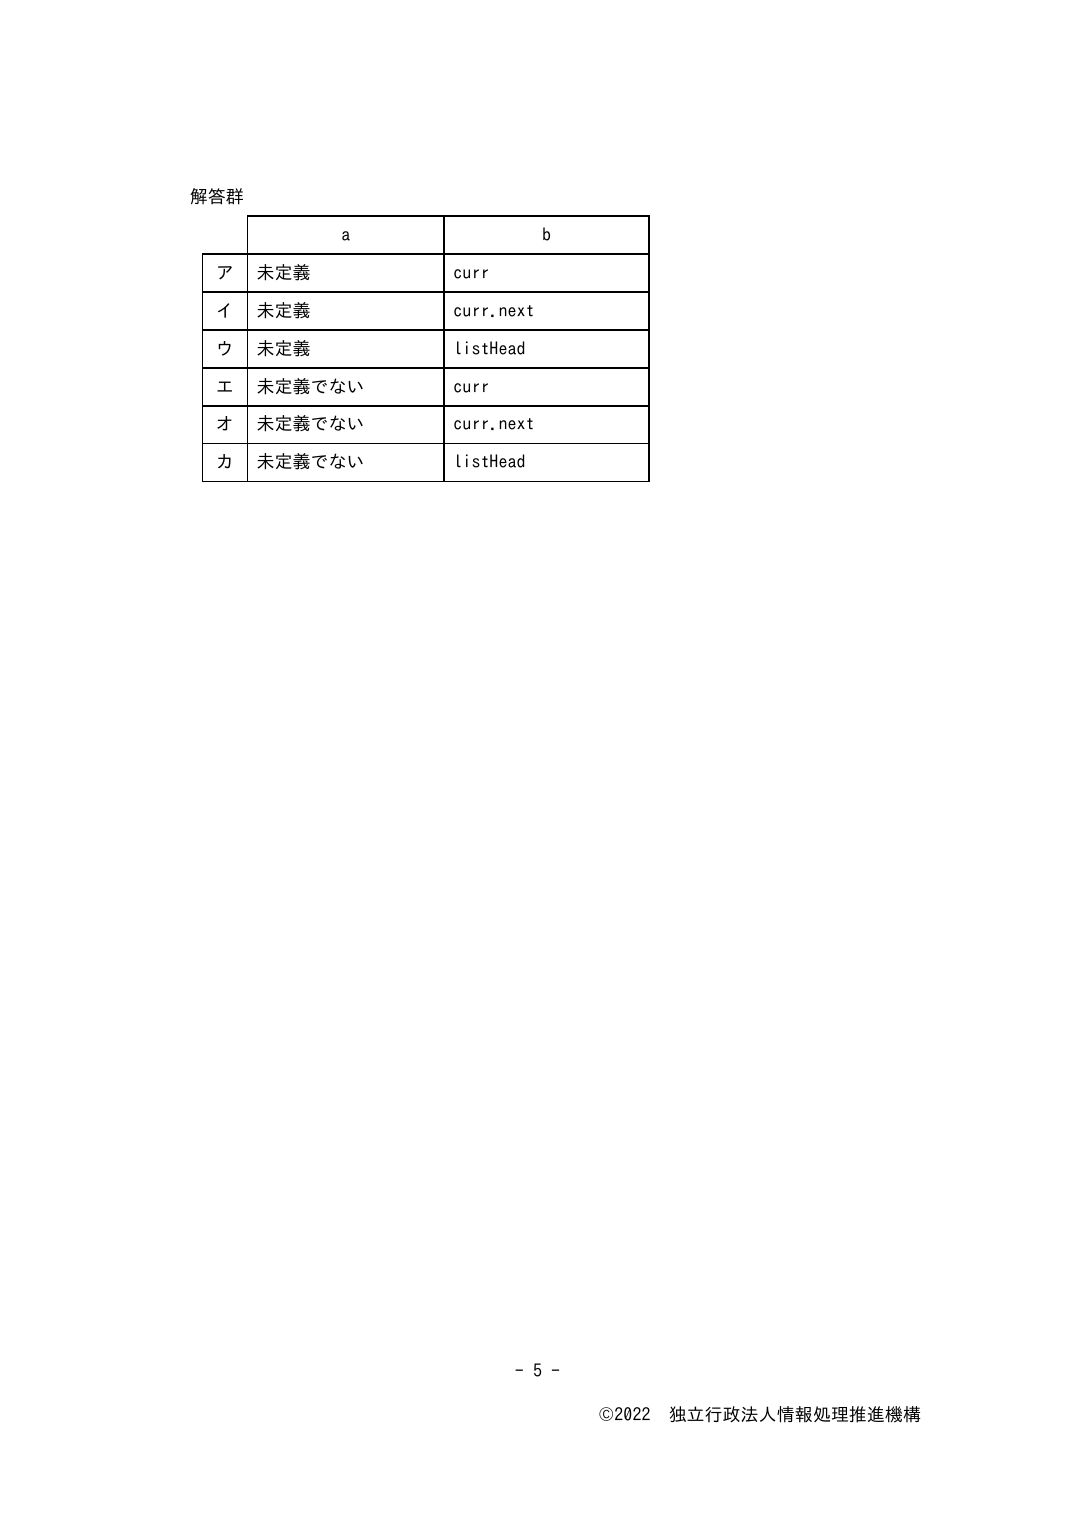 解答群
a b
ア 未定義 curr
イ 未定義 curr.next
ウ 未定義 listHead
エ 未定義でない curr
オ 未定義でない curr.next
カ 未定義でない listHead
- 5 -
©2022 独立行政法人情報処理推進機構